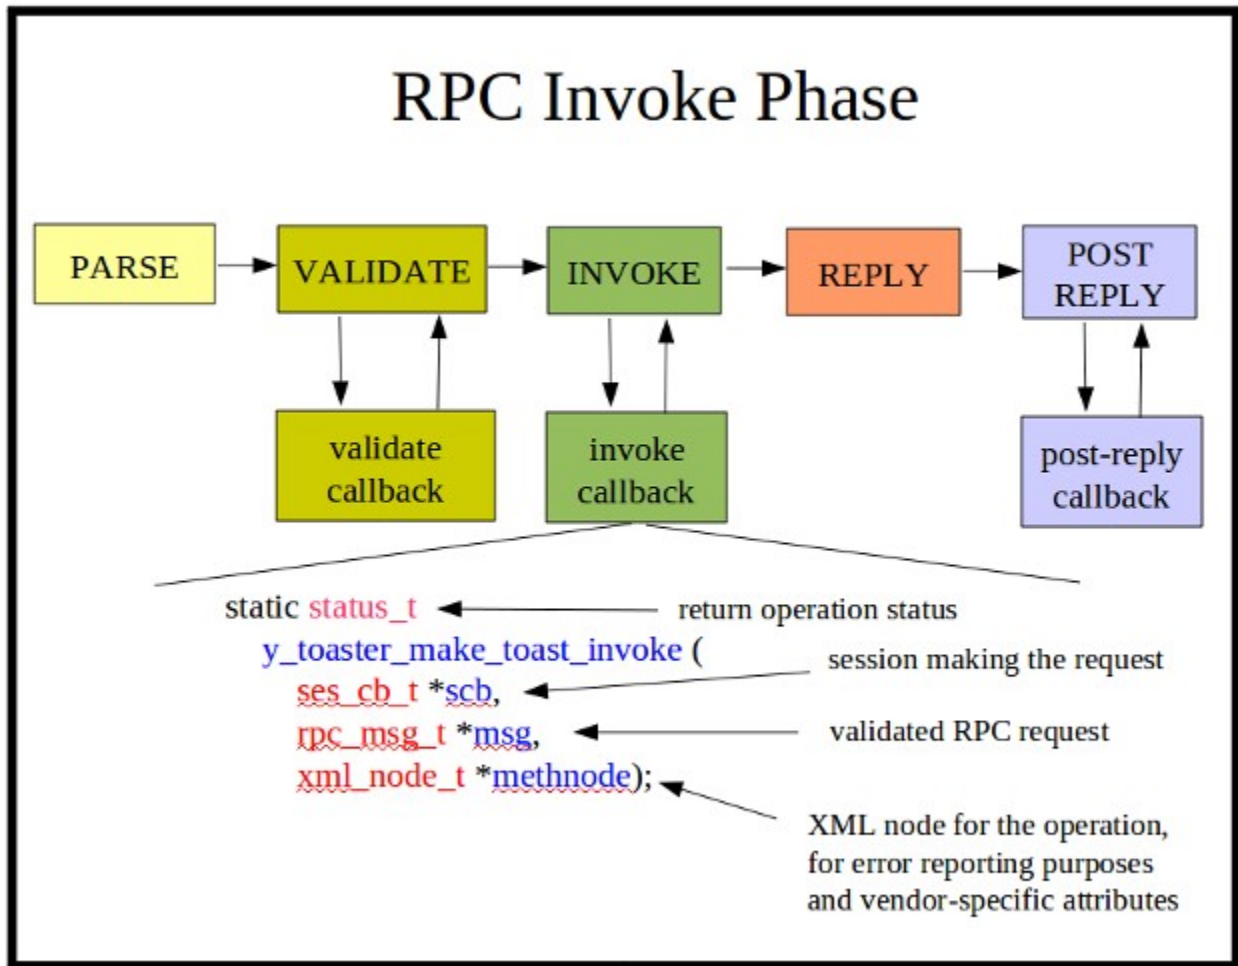 RPC Invoke Phase
PARSE
VALIDATE
INVOKE
REPLY
POST
REPLY
validate
callback
invoke
callback
post-reply
callback
static status_t
return operation status
y_toaster_make_toast_invoke (
session making the request
ses_cb_t *scb,
rpc_msg_t *msg,
validated RPC request
xml_node_t *methnode);
XML node for the operation,
for error reporting purposes
and vendor-specific attributes